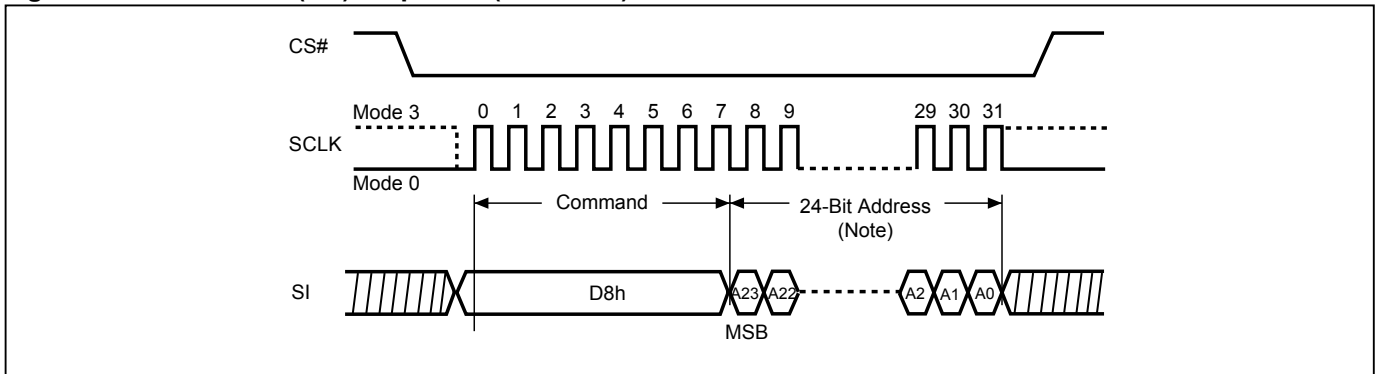 CS#
Mode 3
0 1 2 3 4 5 6 7 8 9 29 30 31
SCLK
Mode 0
Command
24-Bit Address
(Note)
SI
D8h
A23
A22
A2
A1
A0
MSB